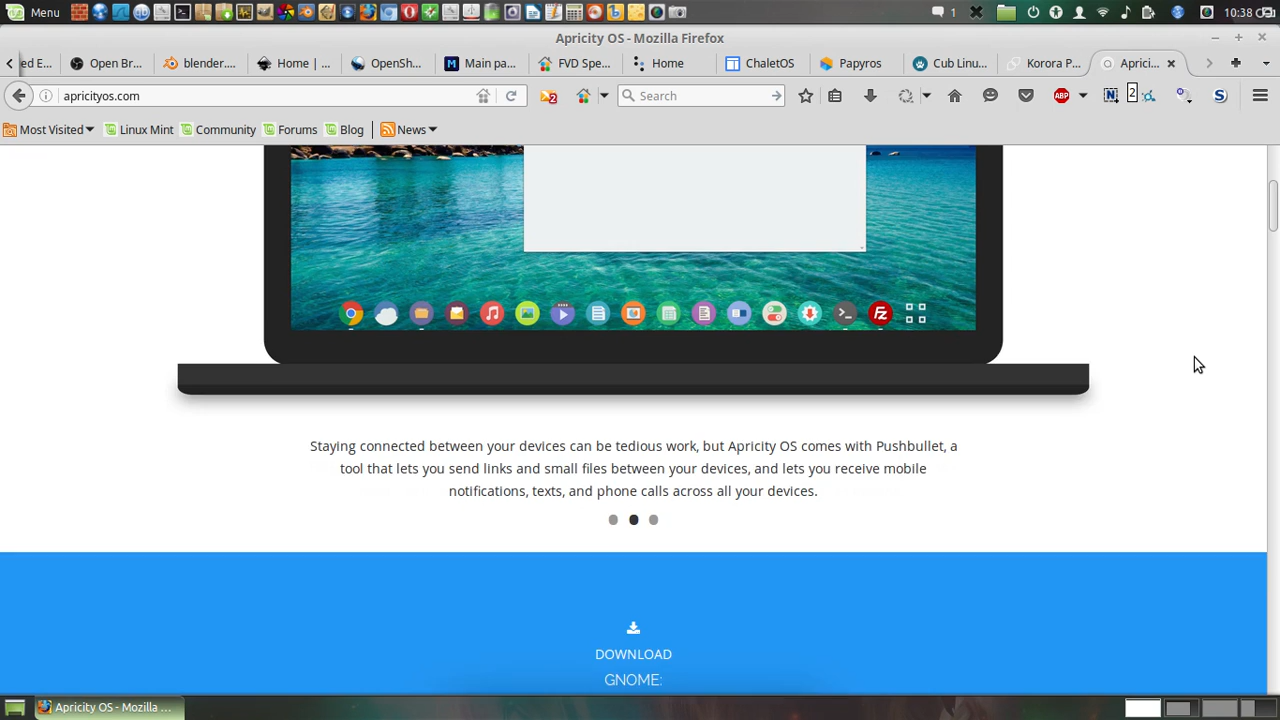 Menu
1
10:38
Apricity OS - Mozilla Firefox
ed E...
Open Br...
blender....
Home | ...
OpenSh...
Main pa...
FVD Spe...
Home
ChaletOS
Papyros
Cub Linu...
Korora P...
Aprici...
apricityos.com
2
Search
ABP
2
Most Visited
Linux Mint
Community
Forums
Blog
News
Staying connected between your devices can be tedious work, but Apricity OS comes with Pushbullet, a
tool that lets you send links and small files between your devices, and lets you receive mobile
notifications, texts, and phone calls across all your devices.
DOWNLOAD
GNOME:
Apricity OS - Mozilla ...